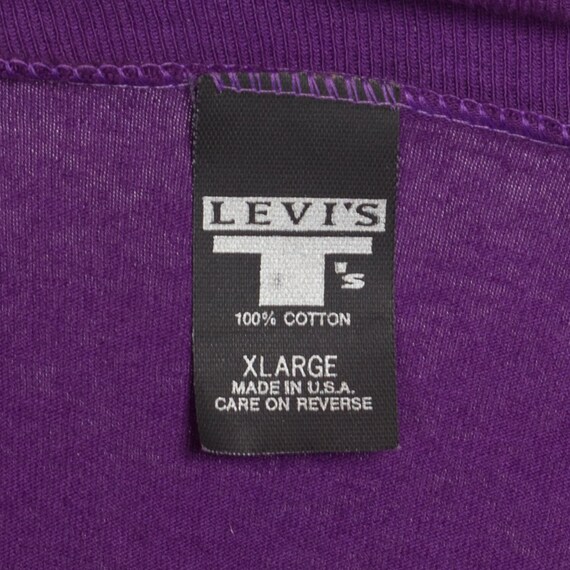 LEVI'S
T's
100% COTTON
XLARGE
MADE IN U.S.A.
CARE ON REVERSE